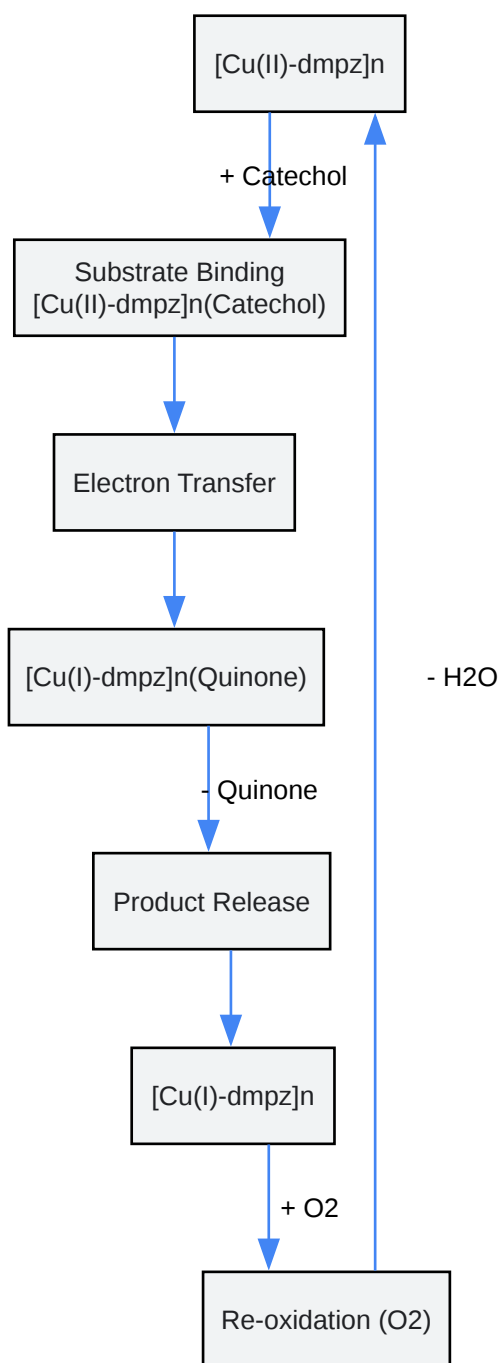 [Cu(II)-dmpz]n
+ Catechol
Substrate Binding
[Cu(II)-dmpz]n(Catechol)
Electron Transfer
[Cu(I)-dmpz]n(Quinone)
- H2O
- Quinone
Product Release
[Cu(I)-dmpz]n
+ O2
Re-oxidation (O2)